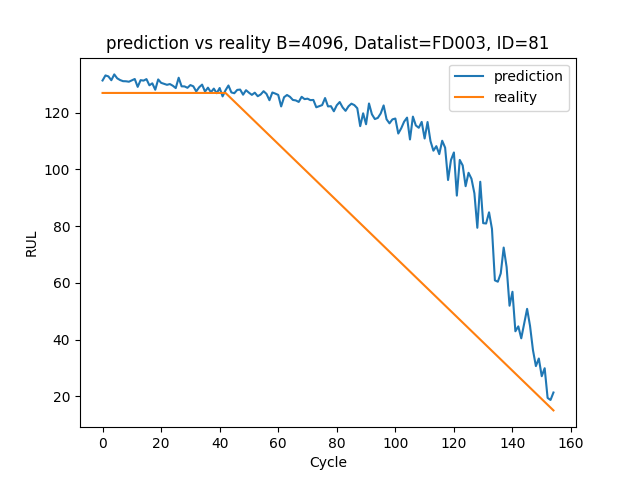 prediction vs reality B=4096, Datalist=FD003, ID=81
prediction
reality
RUL
120
100
80
60
40
20
0 20 40 60 80 100 120 140 160
Cycle